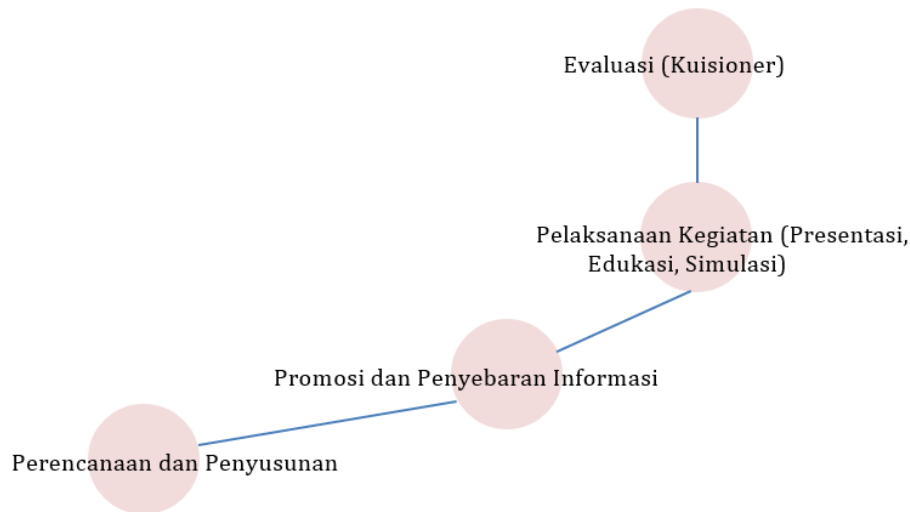 Evaluasi (Kuisioner)
Pelaksanaan Kegiatan (Presentasi,
Edukasi, Simulasi)
Promosi dan Penyebaran Informasi
Perencanaan dan Penyusunan